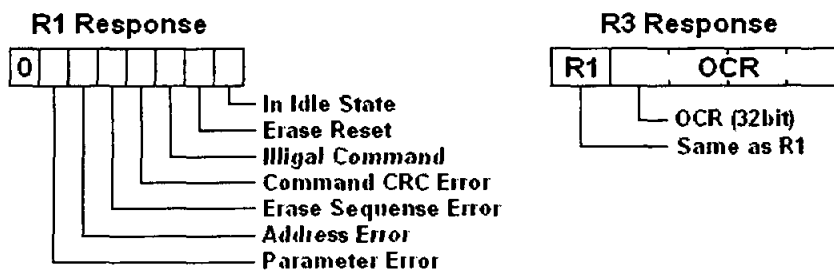 R1 Response
0
In Idle State
Erase Reset
Illigal Command
Command CRC Error
Erase Sequense Error
Address Error
Parameter Error
R3 Response
R1 OCR
OCR (32bit)
Same as R1